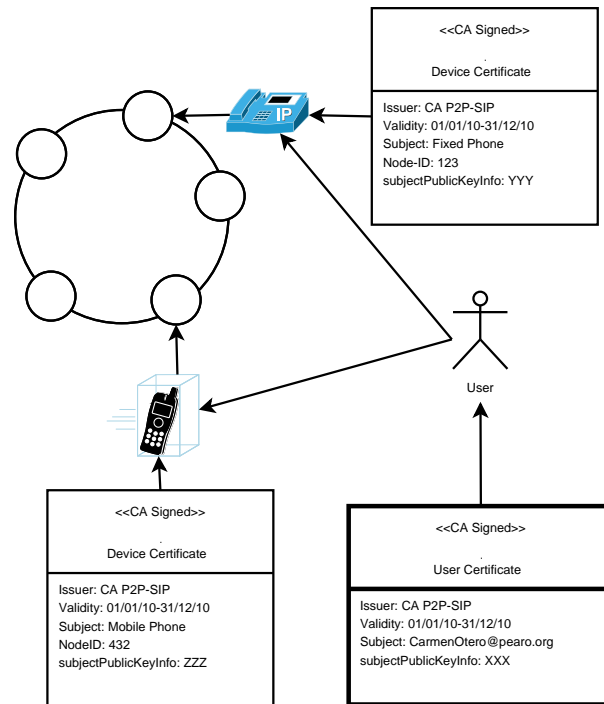 <<CA Signed>>
.
Device Certificate
Issuer: CA P2P-SIP
Validity: 01/01/10-31/12/10
Subject: Fixed Phone
Node-ID: 123
subjectPublicKeyInfo: YYY
IP
User
<<CA Signed>>
.
Device Certificate
Issuer: CA P2P-SIP
Validity: 01/01/10-31/12/10
Subject: Mobile Phone
NodeID: 432
subjectPublicKeyInfo: ZZZ
<<CA Signed>>
.
User Certificate
Issuer: CA P2P-SIP
Validity: 01/01/10-31/12/10
Subject: CarmenOtero@pearo.org
subjectPublicKeyInfo: XXX